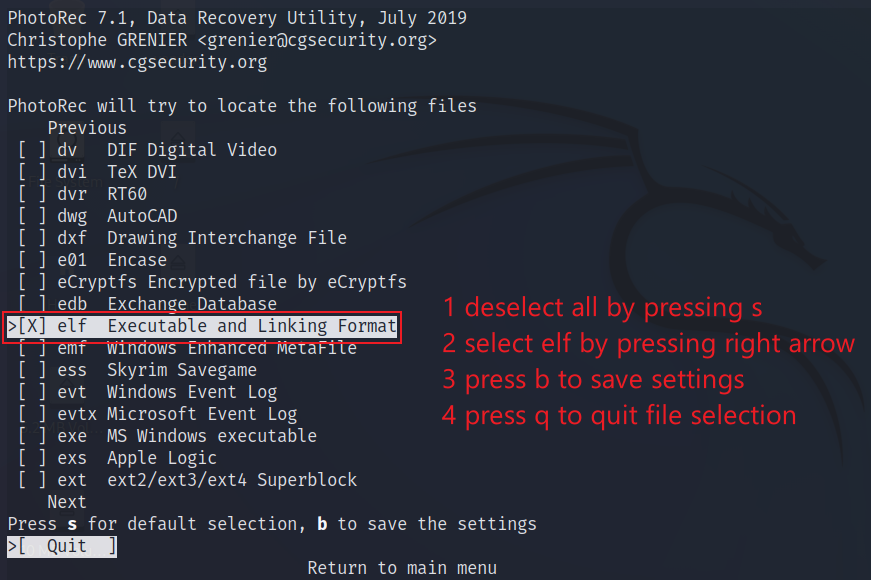 PhotoRec 7.1, Data Recovery Utility, July 2019
Christophe GRENIER <grenier@cgsecurity.org>
https://www.cgsecurity.org
PhotoRec will try to locate the following files
Previous
[ ] dv DIF Digital Video
[ ] dvi TeX DVI
[ ] dvr RT60
[ ] dwg AutoCAD
[ ] dxf Drawing Interchange File
[ ] e01 Encase
[ ] eCryptfs Encrypted file by eCryptfs
[ ] edb Exchange Database
>[X] elf Executable and Linking Format
[ ] emf Windows Enhanced MetaFile
[ ] ess Skyrim Savegame
[ ] evt Windows Event Log
[ ] evtx Microsoft Event Log
[ ] exe MS Windows executable
[ ] exs Apple Logic
[ ] ext ext2/ext3/ext4 Superblock
Next
Press s for default selection, b to save the settings
>[ Quit ]
Return to main menu
1 deselect all by pressing s
2 select elf by pressing right arrow
3 press b to save settings
4 press q to quit file selection